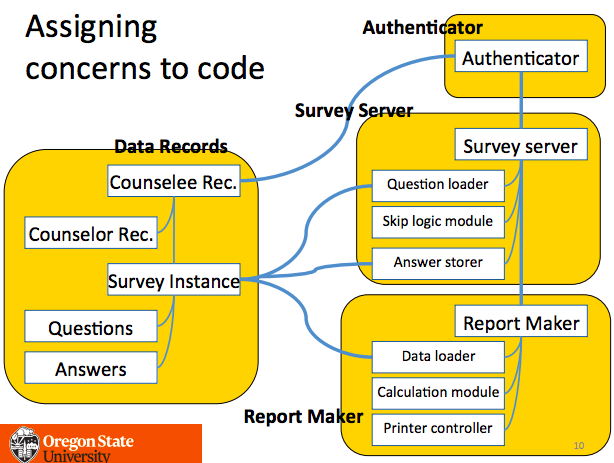 Assigning
concerns to code
Authenticator
Authenticator
Survey Server
Survey server
Question loader
Skip logic module
Answer storer
Data Records
Counselee Rec.
Counselor Rec.
Survey Instance
Questions
Answers
Report Maker
Data loader
Calculation module
Printer controller
Report Maker
10
Oregon State
University